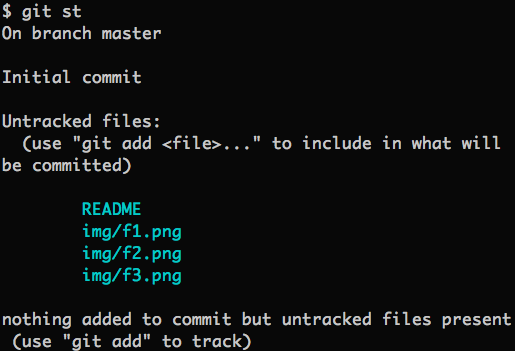 $ git st
On branch master
Initial commit
Untracked files:
(use "git add <file>..." to include in what will
be committed)
README
img/f1.png
img/f2.png
img/f3.png
nothing added to commit but untracked files present
(use "git add" to track)